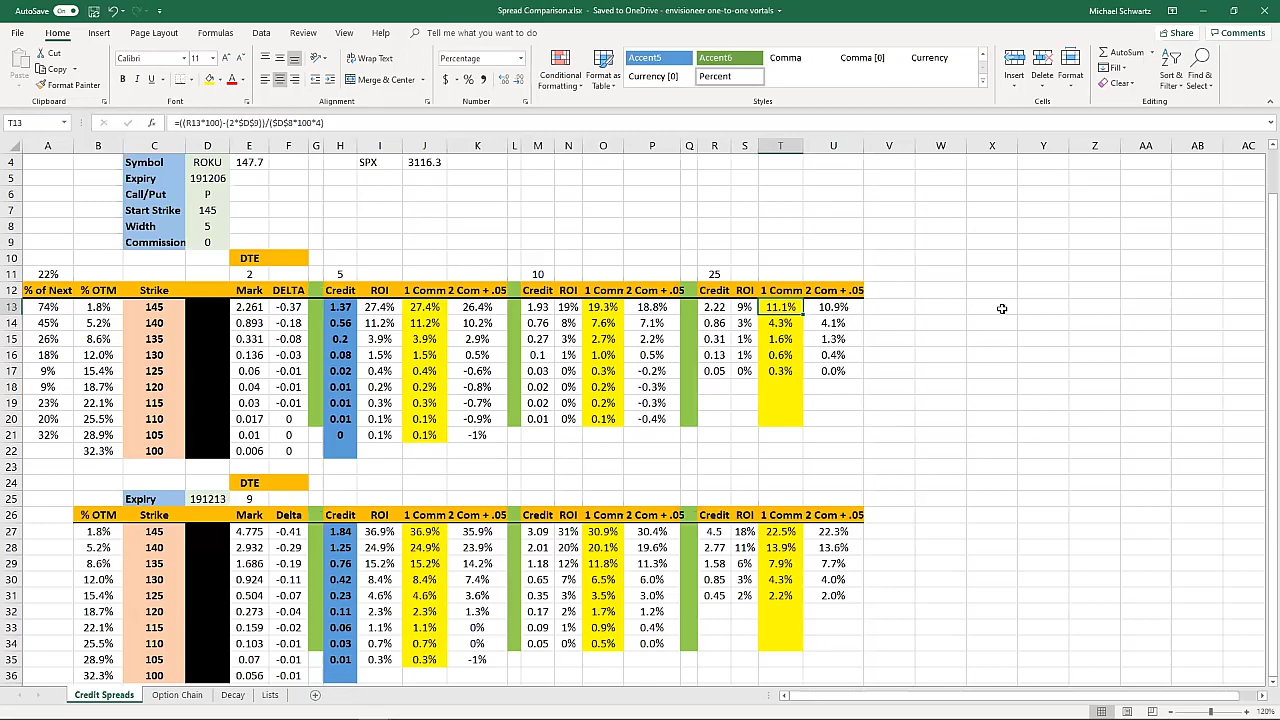 AutoSave On Spread Comparison.xlsx - Saved to OneDrive - envisioneer one-to-one vortals Michael Schwartz
File Home Insert Page Layout Formulas Data Review View Help Tell me what you want to do Share Comments
Paste Cut Copy Format Painter Clipboard
Calibri 11 B I U Font
Wrap Text Merge & Center Alignment
Percentage $ % Number
Conditional Formatting Format as Table
Accent5 Accent6 Comma Comma [0] Currency
Currency [0] Percent Styles
Insert Delete Format Cells
AutoSum Fill Clear Sort & Filter Find & Select Editing
T13 fx =((R13*100)-(2*$D$9))/($D$8*100*4)
A B C D E F G H I J K L M N O P Q R S T U V W X Y Z AA AB AC
4 Symbol ROKU 147.7 SPX 3116.3
5 Expiry 191206
6 Call/Put P
7 Start Strike 145
8 Width 5
9 Commission 0
10 DTE
11 22% 2 5 10 25
12 % of Next % OTM Strike Mark DELTA Credit ROI 1 Comm 2 Com + .05 Credit ROI 1 Comm 2 Com + .05 Credit ROI 1 Comm 2 Com + .05
13 74% 1.8% 145 2.261 -0.37 1.37 27.4% 27.4% 26.4% 1.93 19% 19.3% 18.8% 2.22 9% 11.1% 10.9%
14 45% 5.2% 140 0.893 -0.18 0.56 11.2% 11.2% 10.2% 0.76 8% 7.6% 7.1% 0.86 3% 4.3% 4.1%
15 26% 8.6% 135 0.331 -0.08 0.2 3.9% 3.9% 2.9% 0.27 3% 2.7% 2.2% 0.31 1% 1.6% 1.3%
16 18% 12.0% 130 0.136 -0.03 0.08 1.5% 1.5% 0.5% 0.1 1% 1.0% 0.5% 0.13 1% 0.6% 0.4%
17 9% 15.4% 125 0.06 -0.01 0.02 0.4% 0.4% -0.6% 0.03 0% 0.3% -0.2% 0.05 0% 0.3% 0.0%
18 9% 18.7% 120 0.04 -0.01 0.01 0.2% 0.2% -0.8% 0.02 0% 0.2% -0.3%
19 23% 22.1% 115 0.03 -0.01 0.01 0.3% 0.3% -0.7% 0.02 0% 0.2% -0.3%
20 20% 25.5% 110 0.017 0 0.01 0.1% 0.1% -0.9% 0.01 0% 0.1% -0.4%
21 32% 28.9% 105 0.01 0 0 0.1% 0.1% -1%
22 32.3% 100 0.006 0
23
24 DTE
25 Expiry 191213 9
26 % OTM Strike Mark Delta Credit ROI 1 Comm 2 Com + .05 Credit ROI 1 Comm 2 Com + .05 Credit ROI 1 Comm 2 Com + .05
27 1.8% 145 4.775 -0.41 1.84 36.9% 36.9% 35.9% 3.09 31% 30.9% 30.4% 4.5 18% 22.5% 22.3%
28 5.2% 140 2.932 -0.29 1.25 24.9% 24.9% 23.9% 2.01 20% 20.1% 19.6% 2.77 11% 13.9% 13.6%
29 8.6% 135 1.686 -0.19 0.76 15.2% 15.2% 14.2% 1.18 12% 11.8% 11.3% 1.58 6% 7.9% 7.7%
30 12.0% 130 0.924 -0.11 0.42 8.4% 8.4% 7.4% 0.65 7% 6.5% 6.0% 0.85 3% 4.3% 4.0%
31 15.4% 125 0.504 -0.07 0.23 4.6% 4.6% 3.6% 0.35 3% 3.5% 3.0% 0.45 2% 2.2% 2.0%
32 18.7% 120 0.273 -0.04 0.11 2.3% 2.3% 1.3% 0.17 2% 1.7% 1.2%
33 22.1% 115 0.159 -0.02 0.06 1.1% 1.1% 0% 0.09 1% 0.9% 0.4%
34 25.5% 110 0.103 -0.01 0.03 0.7% 0.7% 0% 0.05 0% 0.5% 0.0%
35 28.9% 105 0.07 -0.01 0.01 0.3% 0.3% -1%
36 32.3% 100 0.056 -0.01
Credit Spreads Option Chain Decay Lists
120%